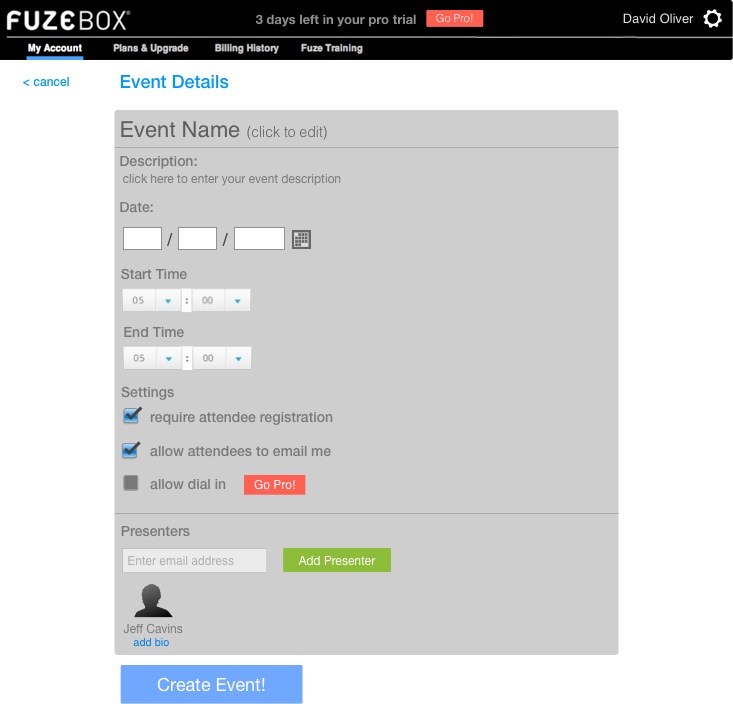 FUZEBOX®
3 days left in your pro trial Go Pro!
David Oliver
My Account Plans & Upgrade Billing History Fuze Training
< cancel
Event Details
Event Name (click to edit)
Description:
click here to enter your event description
Date:
/ /
Start Time
05 : 00
End Time
05 : 00
Settings
require attendee registration
allow attendees to email me
allow dial in Go Pro!
Presenters
Enter email address Add Presenter
Jeff Cavins
add bio
Create Event!